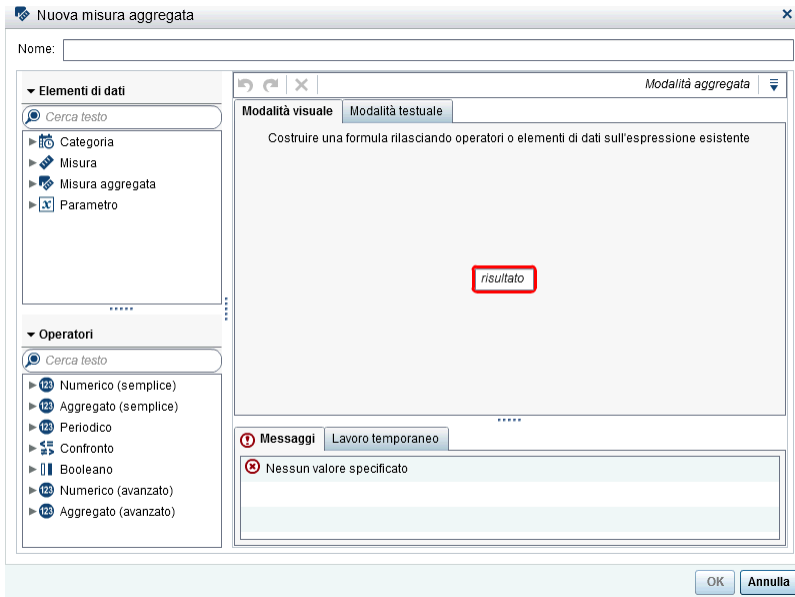 Nuova misura aggregata
Nome:
Elementi di dati
Cerca testo
Categoria
Misura
Misura aggregata
Parametro
Operatori
Cerca testo
Numerico (semplice)
Aggregato (semplice)
Periodico
Confronto
Booleano
Numerico (avanzato)
Aggregato (avanzato)
Modalità aggregata
Modalità visuale Modalità testuale
Costruire una formula rilasciando operatori o elementi di dati sull'espressione esistente
risultato
Messaggi Lavoro temporaneo
Nessun valore specificato
OK Annulla